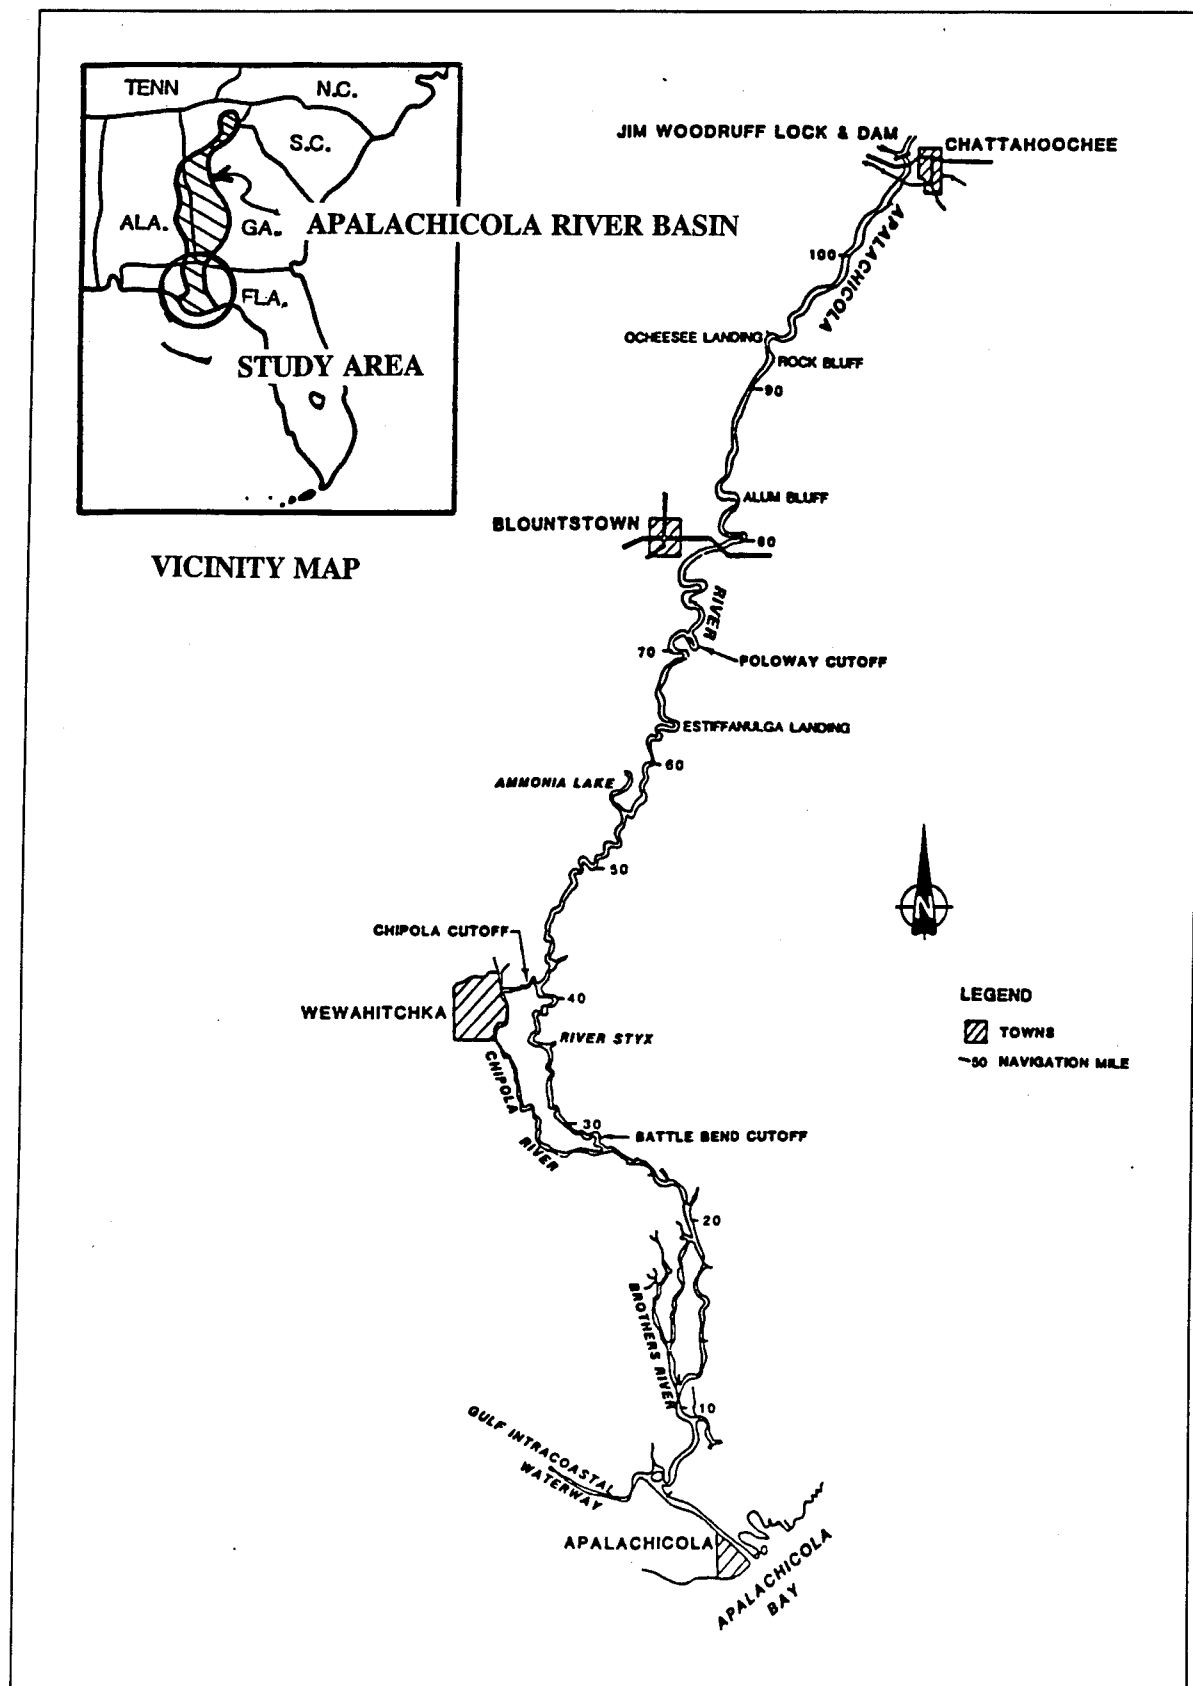 TENN
N.C.
S.C.
ALA.
GA.
APALACHICOLA RIVER BASIN
FLA.
STUDY AREA
VICINITY MAP
JIM WOODRUFF LOCK & DAM
CHATTAHOOCHEE
APALACHICOLA
100
OCHEESEE LANDING
ROCK BLUFF
90
ALUM BLUFF
BLOUNTSTOWN
80
RIVER
70
POLOWAY CUTOFF
ESTIFFANULGA LANDING
60
AMMONIA LAKE
50
CHIPOLA CUTOFF
40
WEWAHITCHKA
RIVER STYX
LEGEND
TOWNS
50 NAVIGATION MILE
CHIPOLA
RIVER
30
BATTLE BEND CUTOFF
20
BROTHERS RIVER
10
GULF INTRACOASTAL
WATERWAY
APALACHICOLA
APALACHICOLA
BAY
N